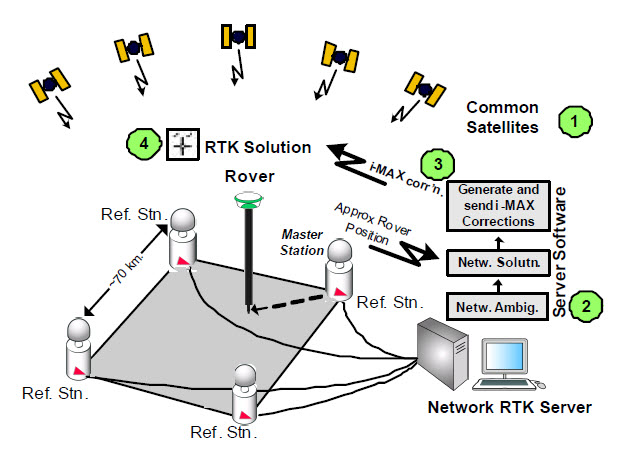 Common
Satellites
1
4
RTK Solution
3
i-MAX corr'n.
Rover
Generate and
send i-MAX
Corrections
Ref. Stn.
Approx Rover
Position
Master
Station
Server Software
~70 km.
Netw. Solutn.
Ref. Stn.
Netw. Ambig.
2
Ref. Stn.
Network RTK Server
Ref. Stn.